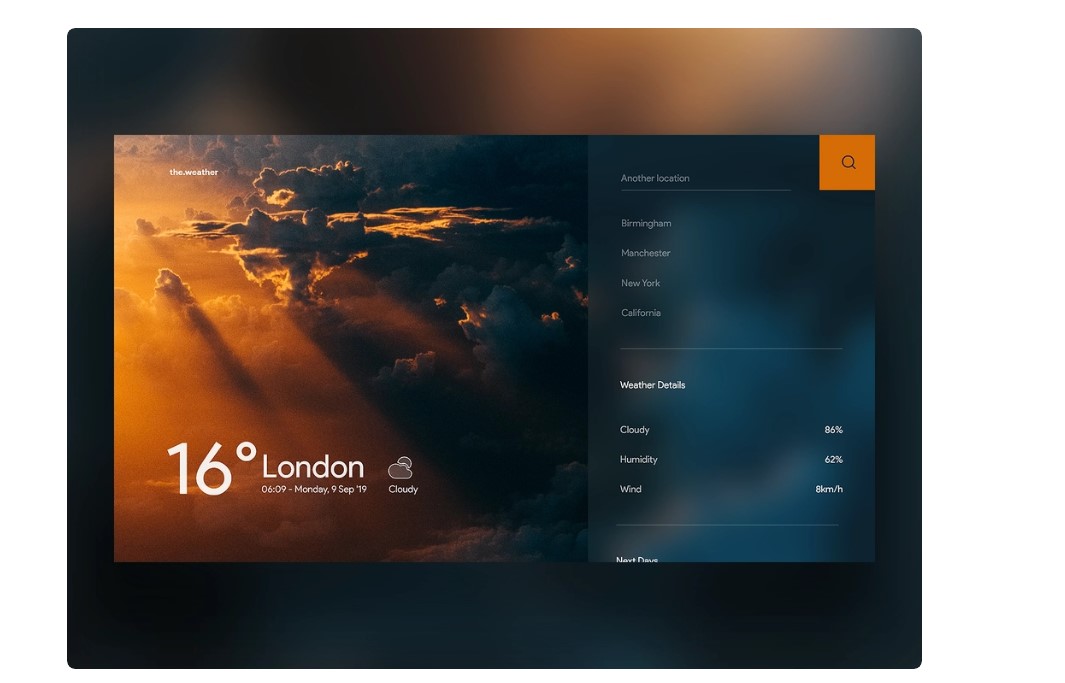 the.weather
16°
London
06:09 - Monday, 9 Sep '19
Cloudy
Another location
Birmingham
Manchester
New York
California
Weather Details
Cloudy 86%
Humidity 62%
Wind 8km/h
Next Days